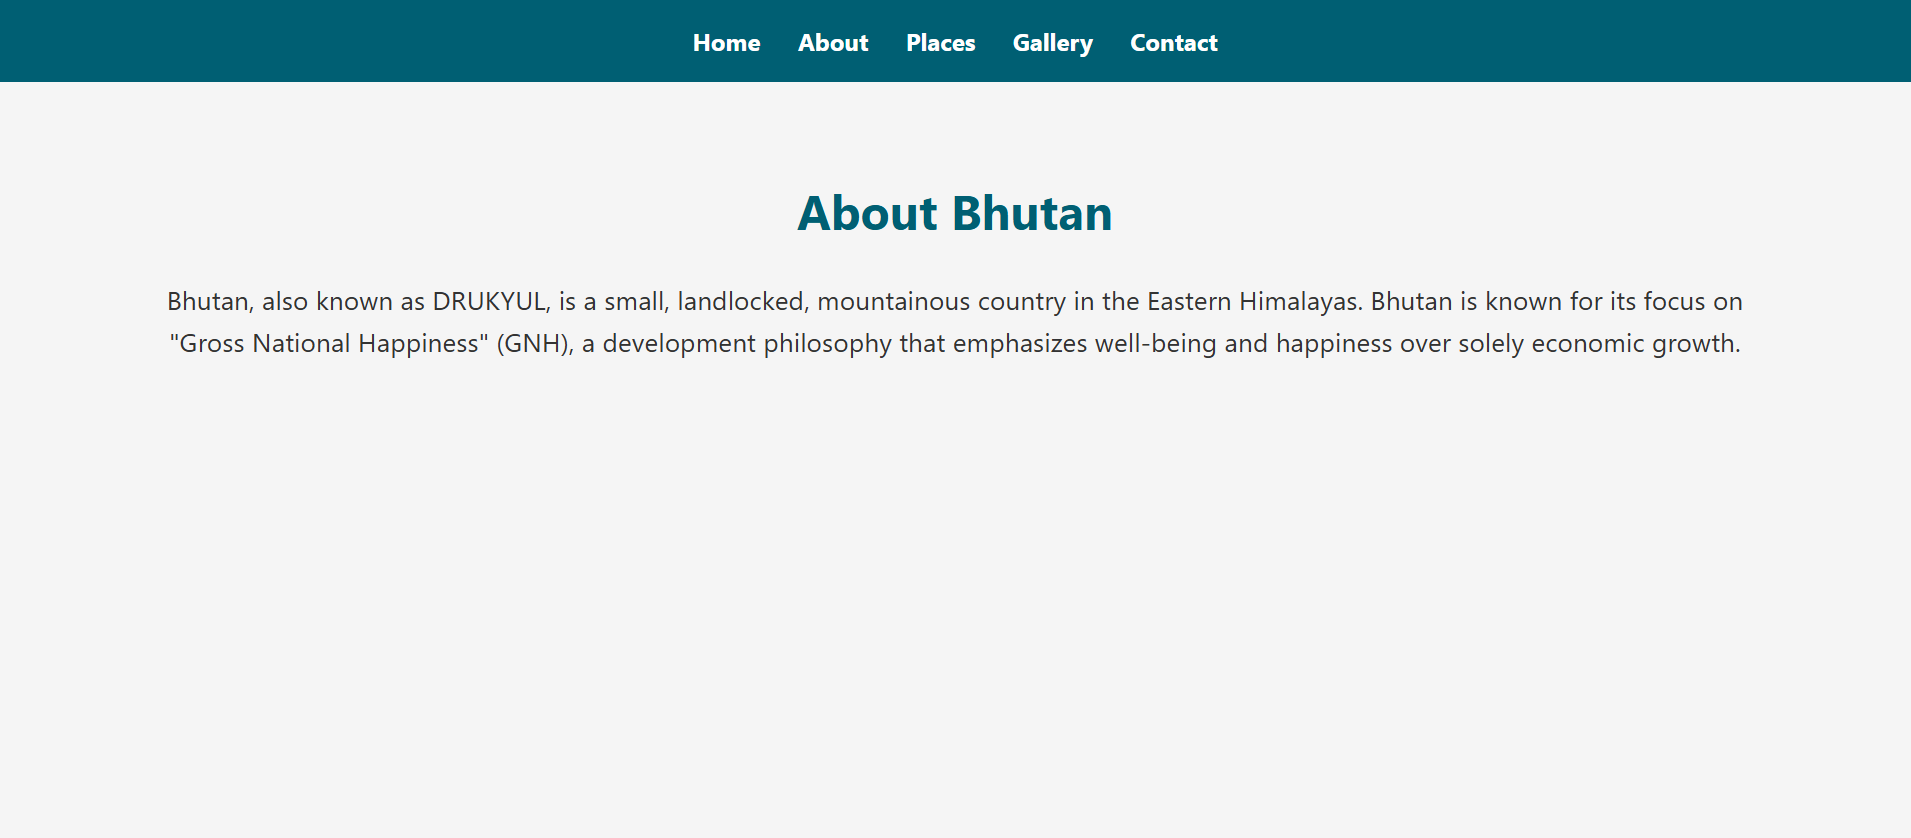 Home About Places Gallery Contact
About Bhutan
Bhutan, also known as DRUKYUL, is a small, landlocked, mountainous country in the Eastern Himalayas. Bhutan is known for its focus on
"Gross National Happiness" (GNH), a development philosophy that emphasizes well-being and happiness over solely economic growth.